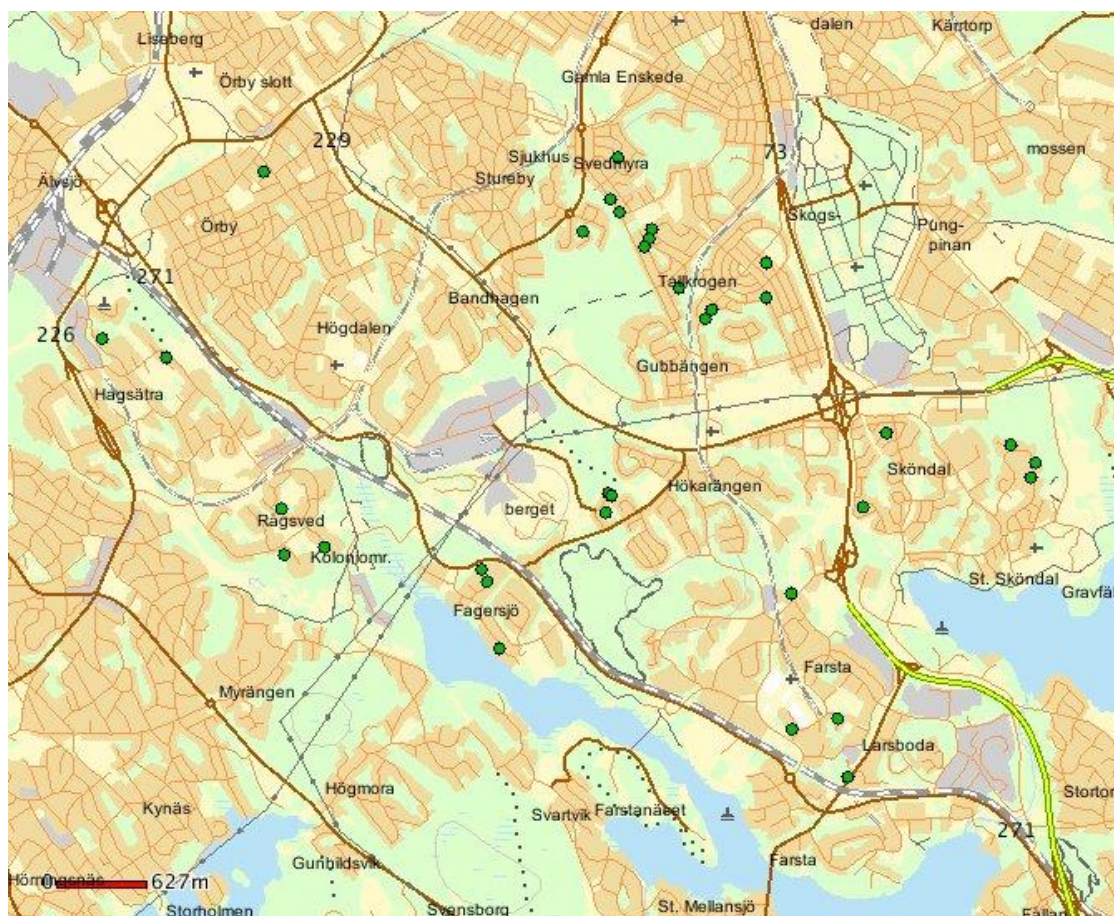 dalen
Kärrtorp
Liseberg
Örby slott
Gamla Enskede
229
73
mossen
Sjukhus
Svedmyra
Stureby
Älvsjö
Skogs-
Örby
Pung-
pinan
271
Tallkrogen
Bandhagen
226
Högdalen
Gubbängen
Hagsätra
Sköndal
Hökarängen
berget
Rågsved
Koloniomr.
St. Sköndal
Fagersjö
Farsta
Myrängen
Larsboda
Högmora
Kynäs
Svartvik
Farstanäset
271
Gunbildsvik
Farsta
Hörningsnäs
0 627m
Storholmen
Svensborg
St. Mellansjö